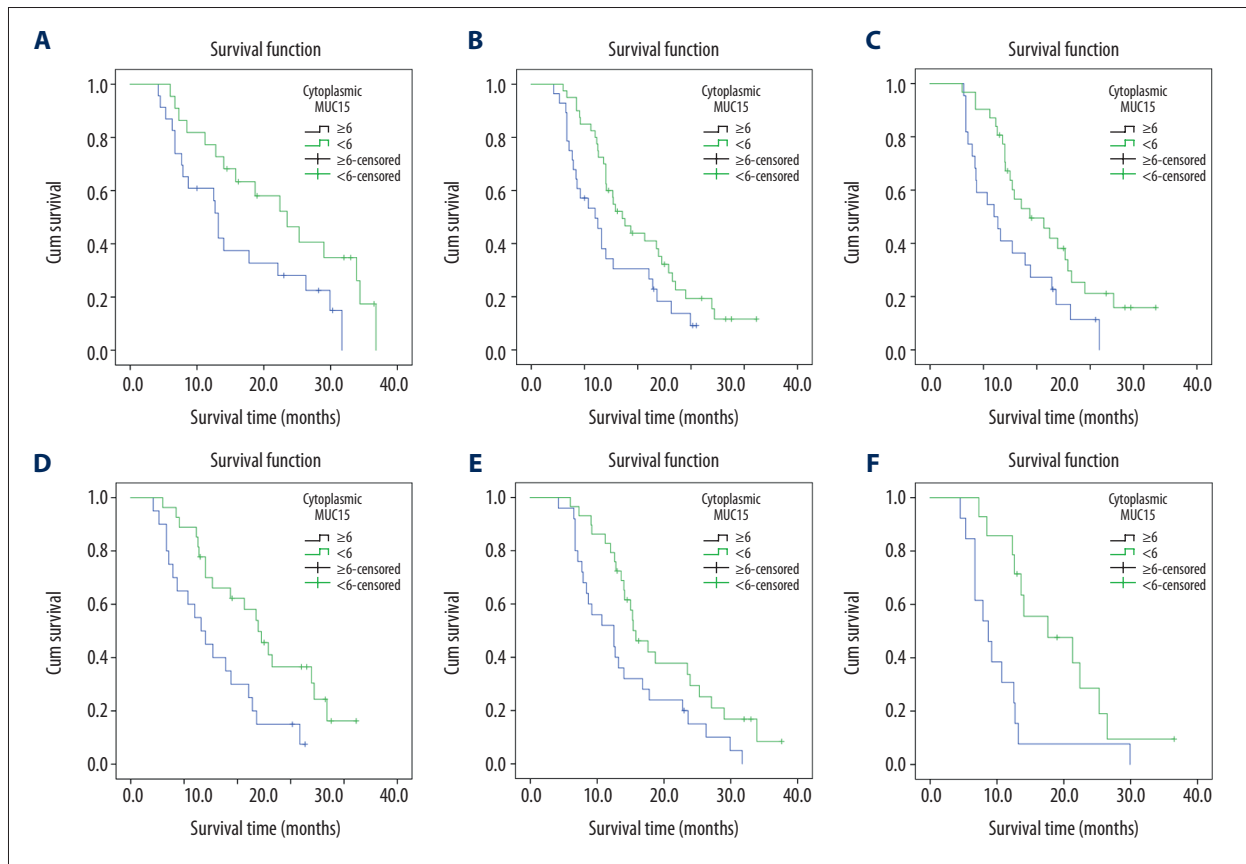 A
Survival function
Cum survival
1.0
0.8
0.6
0.4
0.2
0.0
Cytoplasmic
MUC15
≥6
<6
≥6-censored
<6-censored
0.0 10.0 20.0 30.0 40.0
Survival time (months)
B
Survival function
Cum survival
1.0
0.8
0.6
0.4
0.2
0.0
Cytoplasmic
MUC15
≥6
<6
≥6-censored
<6-censored
0.0 10.0 20.0 30.0 40.0
Survival time (months)
C
Survival function
Cum survival
1.0
0.8
0.6
0.4
0.2
0.0
Cytoplasmic
MUC15
≥6
<6
≥6-censored
<6-censored
0.0 10.0 20.0 30.0 40.0
Survival time (months)
D
Survival function
Cum survival
1.0
0.8
0.6
0.4
0.2
0.0
Cytoplasmic
MUC15
≥6
<6
≥6-censored
<6-censored
0.0 10.0 20.0 30.0 40.0
Survival time (months)
E
Survival function
Cum survival
1.0
0.8
0.6
0.4
0.2
0.0
Cytoplasmic
MUC15
≥6
<6
≥6-censored
<6-censored
0.0 10.0 20.0 30.0 40.0
Survival time (months)
F
Survival function
Cum survival
1.0
0.8
0.6
0.4
0.2
0.0
Cytoplasmic
MUC15
≥6
<6
≥6-censored
<6-censored
0.0 10.0 20.0 30.0 40.0
Survival time (months)